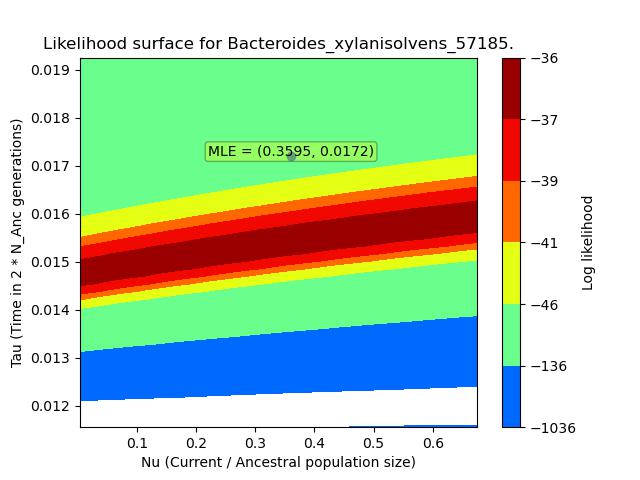 Likelihood surface for Bacteroides_xylanisolvens_57185.
0.019
0.018
0.017
0.016
0.015
0.014
0.013
0.012
Tau (Time in 2 * N_Anc generations)
MLE = (0.3595, 0.0172)
0.1 0.2 0.3 0.4 0.5 0.6
Nu (Current / Ancestral population size)
−36
−37
−39
−41
−46
−136
−1036
Log likelihood